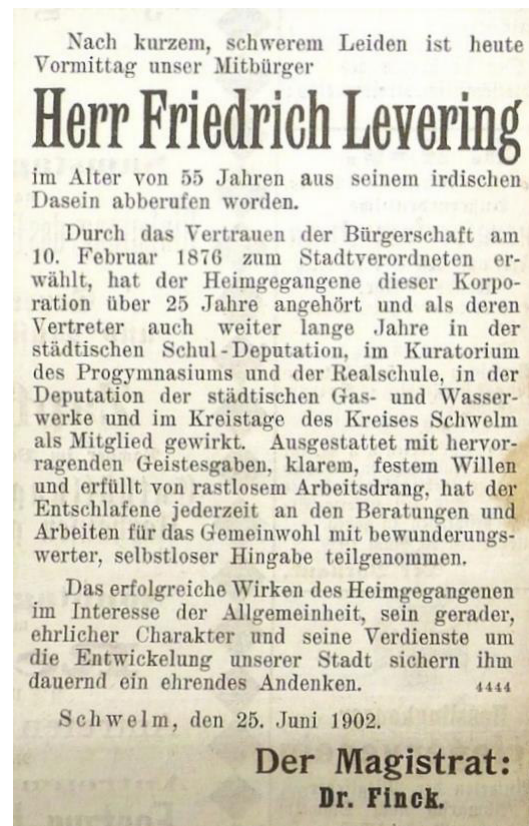 Nach kurzem, schwerem Leiden ist heute
Vormittag unser Mitbürger
Herr Friedrich Levering
im Alter von 55 Jahren aus seinem irdischen
Dasein abberufen worden.
Durch das Vertrauen der Bürgerschaft am
10. Februar 1876 zum Stadtverordneten er-
wählt, hat der Heimgegangene dieser Korpo-
ration über 25 Jahre angehört und als deren
Vertreter auch weiter lange Jahre in der
städtischen Schul-Deputation, im Kuratorium
des Progymnasiums und der Realschule, in der
Deputation der städtischen Gas- und Wasser-
werke und im Kreistage des Kreises Schwelm
als Mitglied gewirkt. Ausgestattet mit hervor-
ragenden Geistesgaben, klarem, festem Willen
und erfüllt von rastlosem Arbeitsdrang, hat der
Entschlafene jederzeit an den Beratungen und
Arbeiten für das Gemeinwohl mit bewunderungs-
werter, selbstloser Hingabe teilgenommen.
Das erfolgreiche Wirken des Heimgegangenen
im Interesse der Allgemeinheit, sein gerader,
ehrlicher Charakter und seine Verdienste um
die Entwickelung unserer Stadt sichern ihm
dauernd ein ehrendes Andenken. 4444
Schwelm, den 25. Juni 1902.
Der Magistrat:
Dr. Finck.